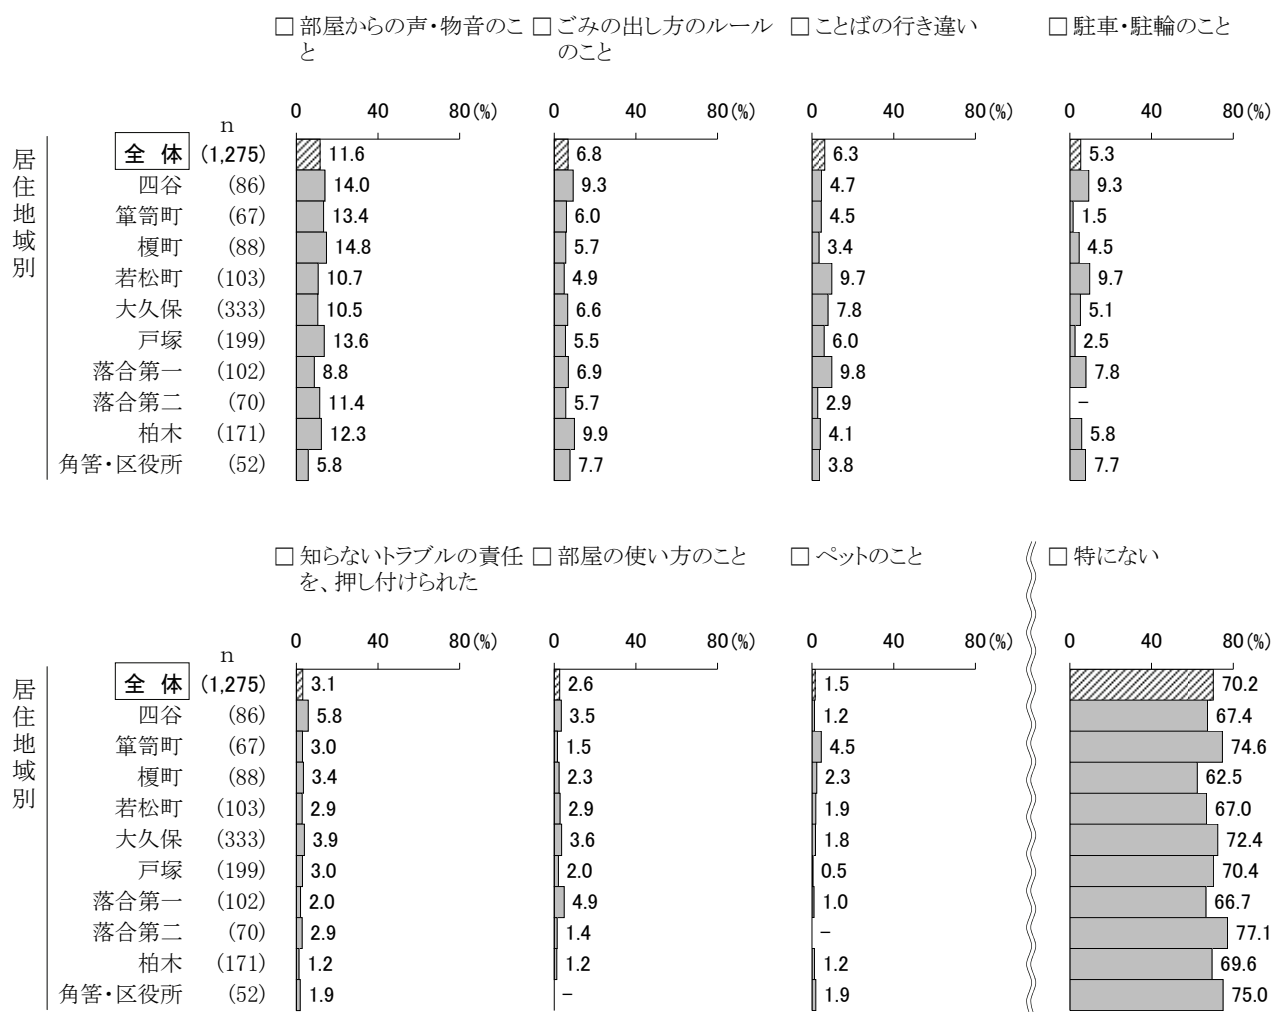 □ 部屋からの声・物音のこ □ ごみの出し方のルール □ ことばの行き違い □ 駐車・駐輪のこと
と のこと
0 40 80(%) 0 40 80(%) 0 40 80(%) 0 40 80(%)
n
居住地域別
全 体 (1,275) 11.6 6.8 6.3 5.3
四谷 (86) 14.0 9.3 4.7 9.3
箪笥町 (67) 13.4 6.0 4.5 1.5
榎町 (88) 14.8 5.7 3.4 4.5
若松町 (103) 10.7 4.9 9.7 9.7
大久保 (333) 10.5 6.6 7.8 5.1
戸塚 (199) 13.6 5.5 6.0 2.5
落合第一 (102) 8.8 6.9 9.8 7.8
落合第二 (70) 11.4 5.7 2.9 −
柏木 (171) 12.3 9.9 4.1 5.8
角筈・区役所 (52) 5.8 7.7 3.8 7.7
□ 知らないトラブルの責任 □ 部屋の使い方のこと □ ペットのこと □ 特にない
を、押し付けられた
0 40 80(%) 0 40 80(%) 0 40 80(%) 0 40 80(%)
n
居住地域別
全 体 (1,275) 3.1 2.6 1.5 70.2
四谷 (86) 5.8 3.5 1.2 67.4
箪笥町 (67) 3.0 1.5 4.5 74.6
榎町 (88) 3.4 2.3 2.3 62.5
若松町 (103) 2.9 2.9 1.9 67.0
大久保 (333) 3.9 3.6 1.8 72.4
戸塚 (199) 3.0 2.0 0.5 70.4
落合第一 (102) 2.0 4.9 1.0 66.7
落合第二 (70) 2.9 1.4 − 77.1
柏木 (171) 1.2 1.2 1.2 69.6
角筈・区役所 (52) 1.9 − 1.9 75.0